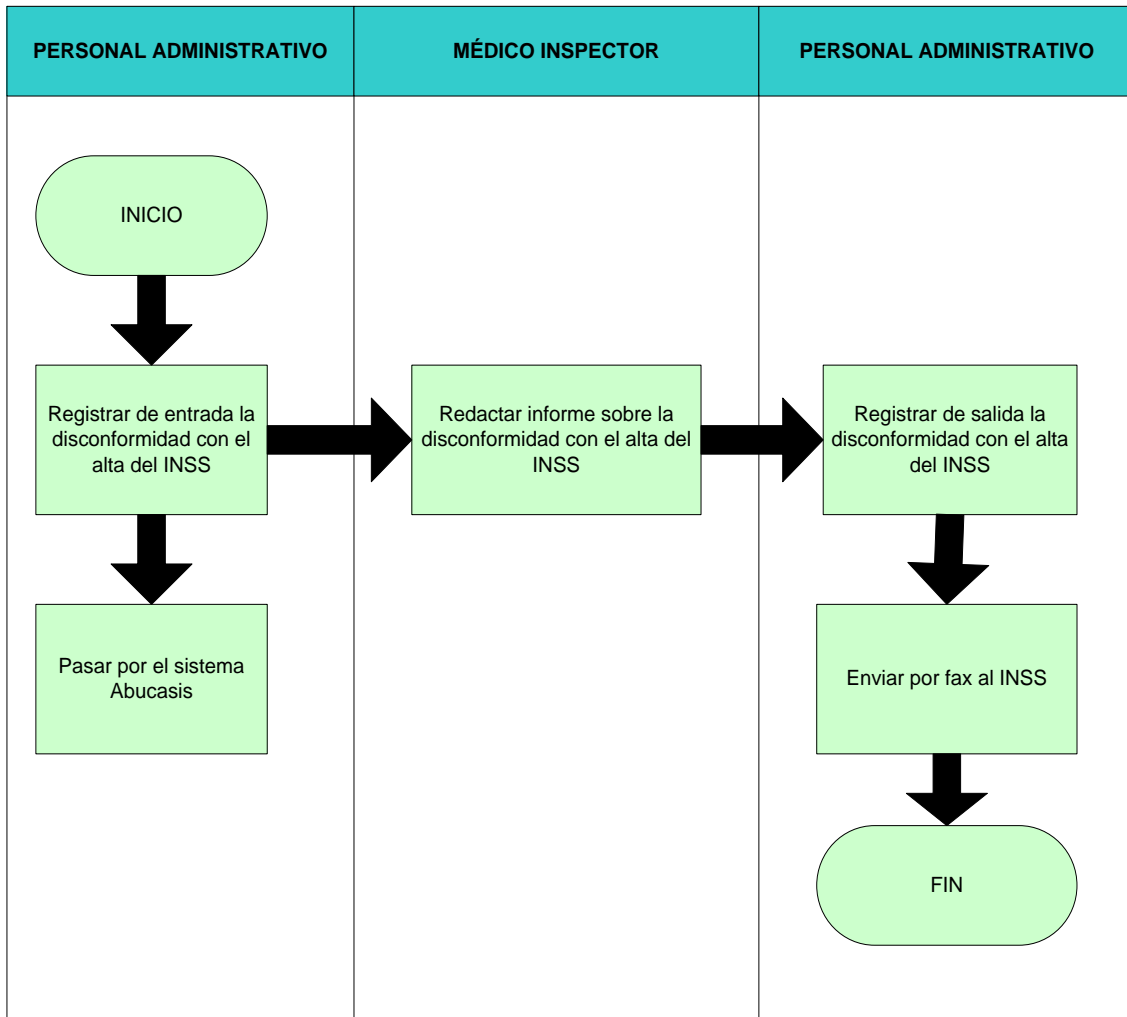 PERSONAL ADMINISTRATIVO
MÉDICO INSPECTOR
PERSONAL ADMINISTRATIVO
INICIO
Registrar de entrada la
disconformidad con el
alta del INSS
Redactar informe sobre la
disconformidad con el alta del
INSS
Registrar de salida la
disconformidad con el alta
del INSS
Pasar por el sistema
Abucasis
Enviar por fax al INSS
FIN